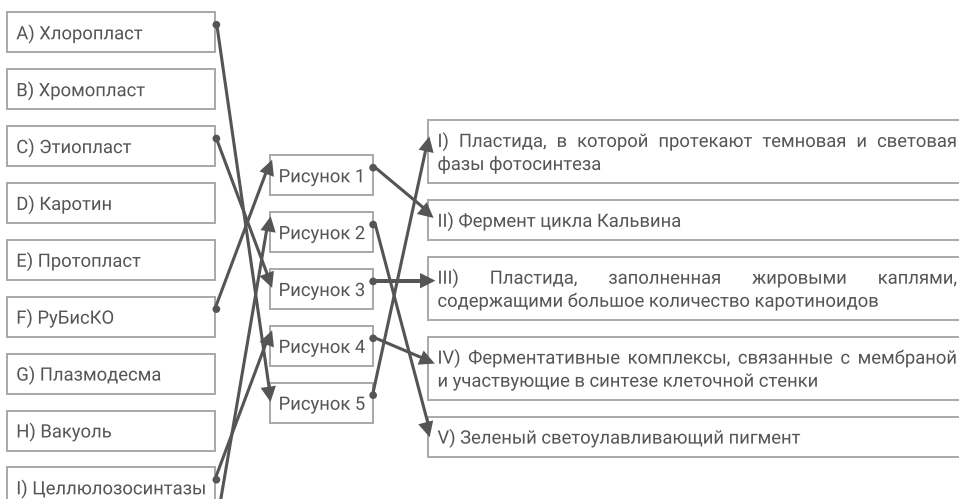 A) Хлоропласт
B) Хромопласт
C) Этиопласт
D) Каротин
E) Протопласт
F) РуБисКО
G) Плазмодесма
H) Вакуоль
I) Целлюлозосинтазы
Рисунок 1
Рисунок 2
Рисунок 3
Рисунок 4
Рисунок 5
I) Пластида, в которой протекают темновая и световая
фазы фотосинтеза
II) Фермент цикла Кальвина
III) Пластида, заполненная жировыми каплями,
содержащими большое количество каротиноидов
IV) Ферментативные комплексы, связанные с мембраной
и участвующие в синтезе клеточной стенки
V) Зеленый светоулавливающий пигмент